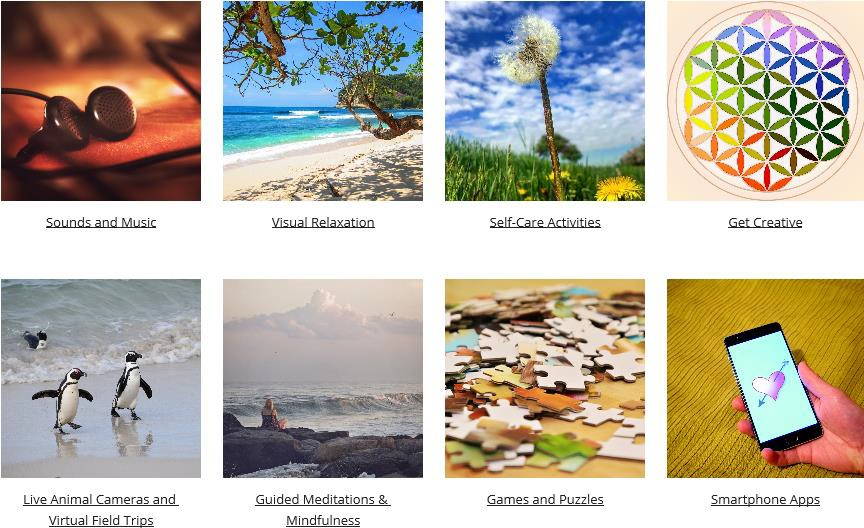 Sounds and Music
Visual Relaxation
Self-Care Activities
Get Creative
Live Animal Cameras and
Virtual Field Trips
Guided Meditations &
Mindfulness
Games and Puzzles
Smartphone Apps